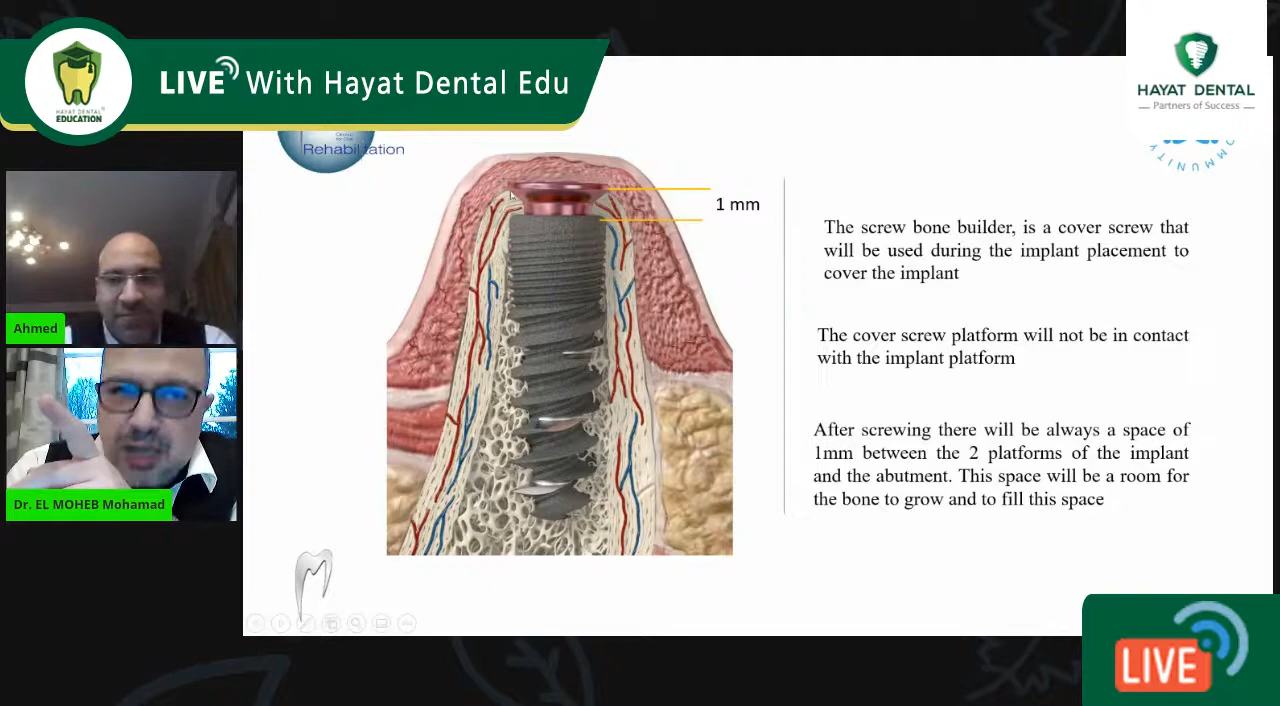 LIVE With Hayat Dental Edu
HAYAT DENTAL
EDUCATION
HAYAT DENTAL
Partners of Success
Rehabilitation
COMMUNITY
1 mm
The screw bone builder, is a cover screw that
will be used during the implant placement to
cover the implant
The cover screw platform will not be in contact
with the implant platform
After screwing there will be always a space of
1mm between the 2 platforms of the implant
and the abutment. This space will be a room for
the bone to grow and to fill this space
Ahmed
Dr. EL MOHEB Mohamad
LIVE